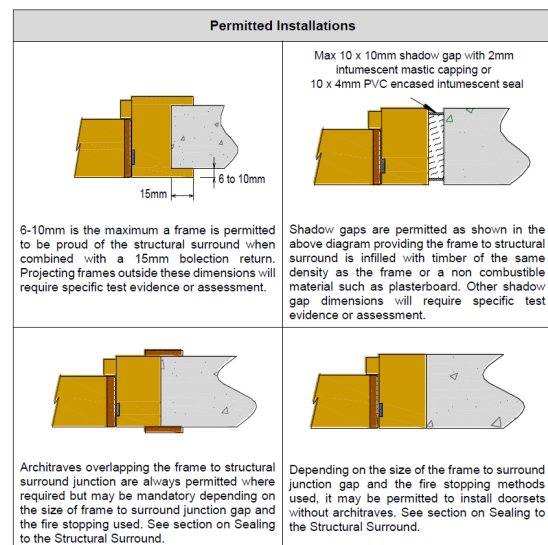 Permitted Installations
6 to 10mm
15mm
6-10mm is the maximum a frame is permitted
to be proud of the structural surround when
combined with a 15mm bolection return.
Projecting frames outside these dimensions will
require specific test evidence or assessment.
Max 10 x 10mm shadow gap with 2mm
intumescent mastic capping or
10 x 4mm PVC encased intumescent seal
Shadow gaps are permitted as shown in the
above diagram providing the frame to structural
surround is infilled with timber of the same
density as the frame or a non combustible
material such as plasterboard. Other shadow
gap dimensions will require specific test
evidence or assessment.
Architraves overlapping the frame to structural
surround junction are always permitted where
required but may be mandatory depending on
the size of frame to surround junction gap and
the fire stopping used. See section on Sealing
to the Structural Surround.
Depending on the size of the frame to surround
junction gap and the fire stopping methods
used, it may be permitted to install doorsets
without architraves. See section on Sealing to
the Structural Surround.